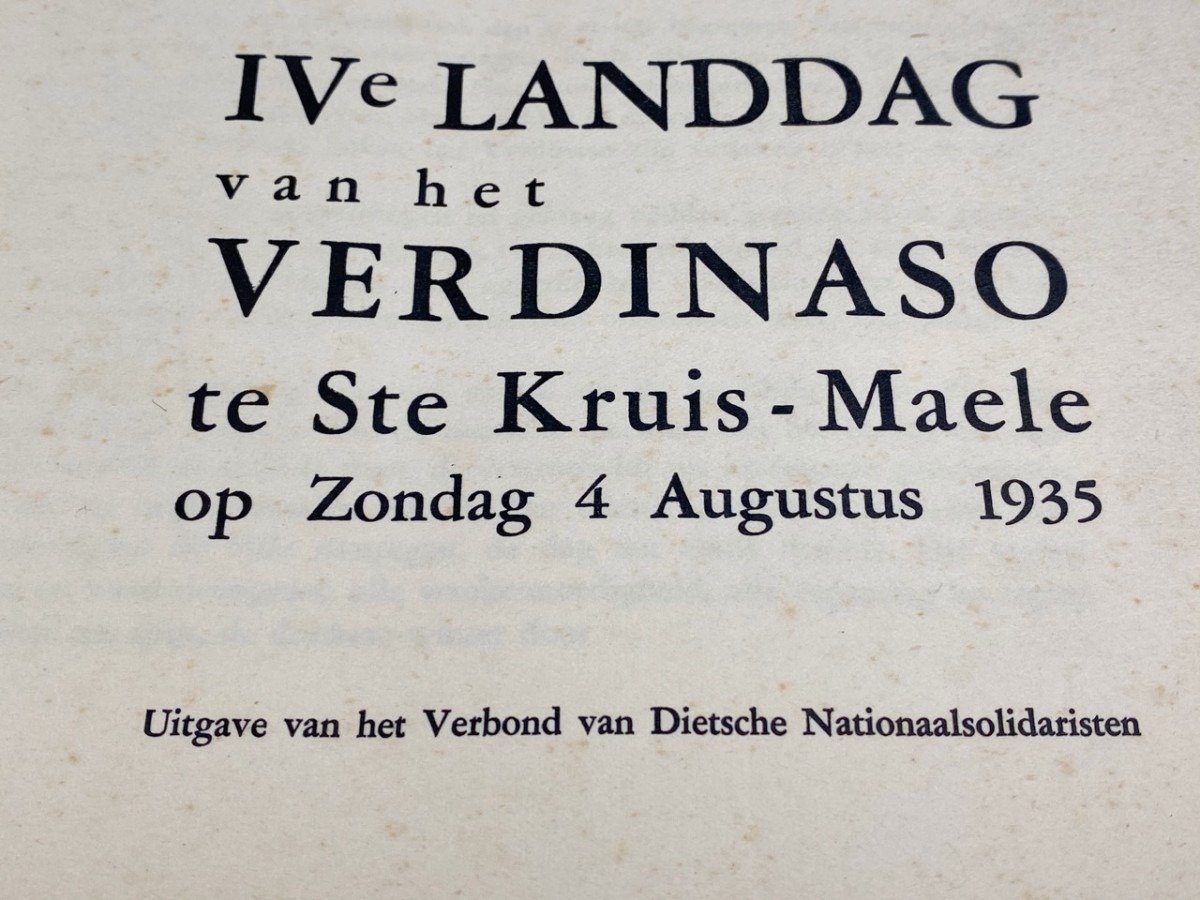 IVe LANDDAG
van het
VERDINASO
te Ste Kruis - Maele
op Zondag 4 Augustus 1935
Uitgave van het Verbond van Dietsche Nationaalsolidaristen